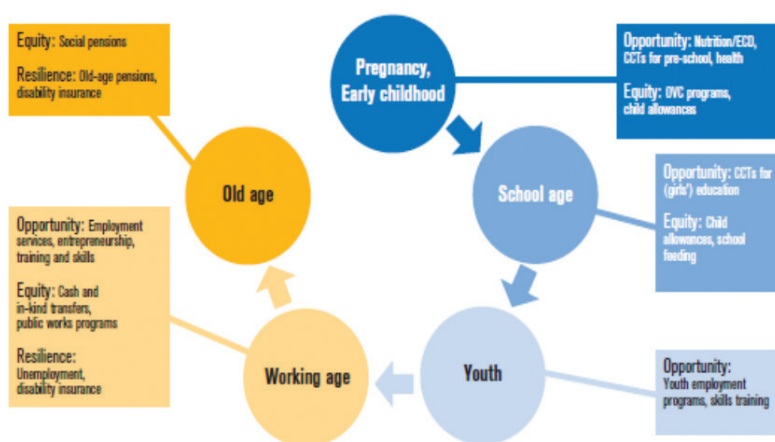 Equity: Social pensions
Resilience: Old-age pensions,
disability insurance
Pregnancy,
Early childhood
Opportunity: Nutrition/ECD,
CCTs for pre-school, health
Equity: OVC programs,
child allowances
Old age
School age
Opportunity: CCTs for
(girls') education
Equity: Child
allowances, school
feeding
Opportunity: Employment
services, entrepreneurship,
training and skills
Equity: Cash and
in-kind transfers,
public works programs
Resilience:
Unemployment,
disability insurance
Working age
Youth
Opportunity:
Youth employment
programs, skills training